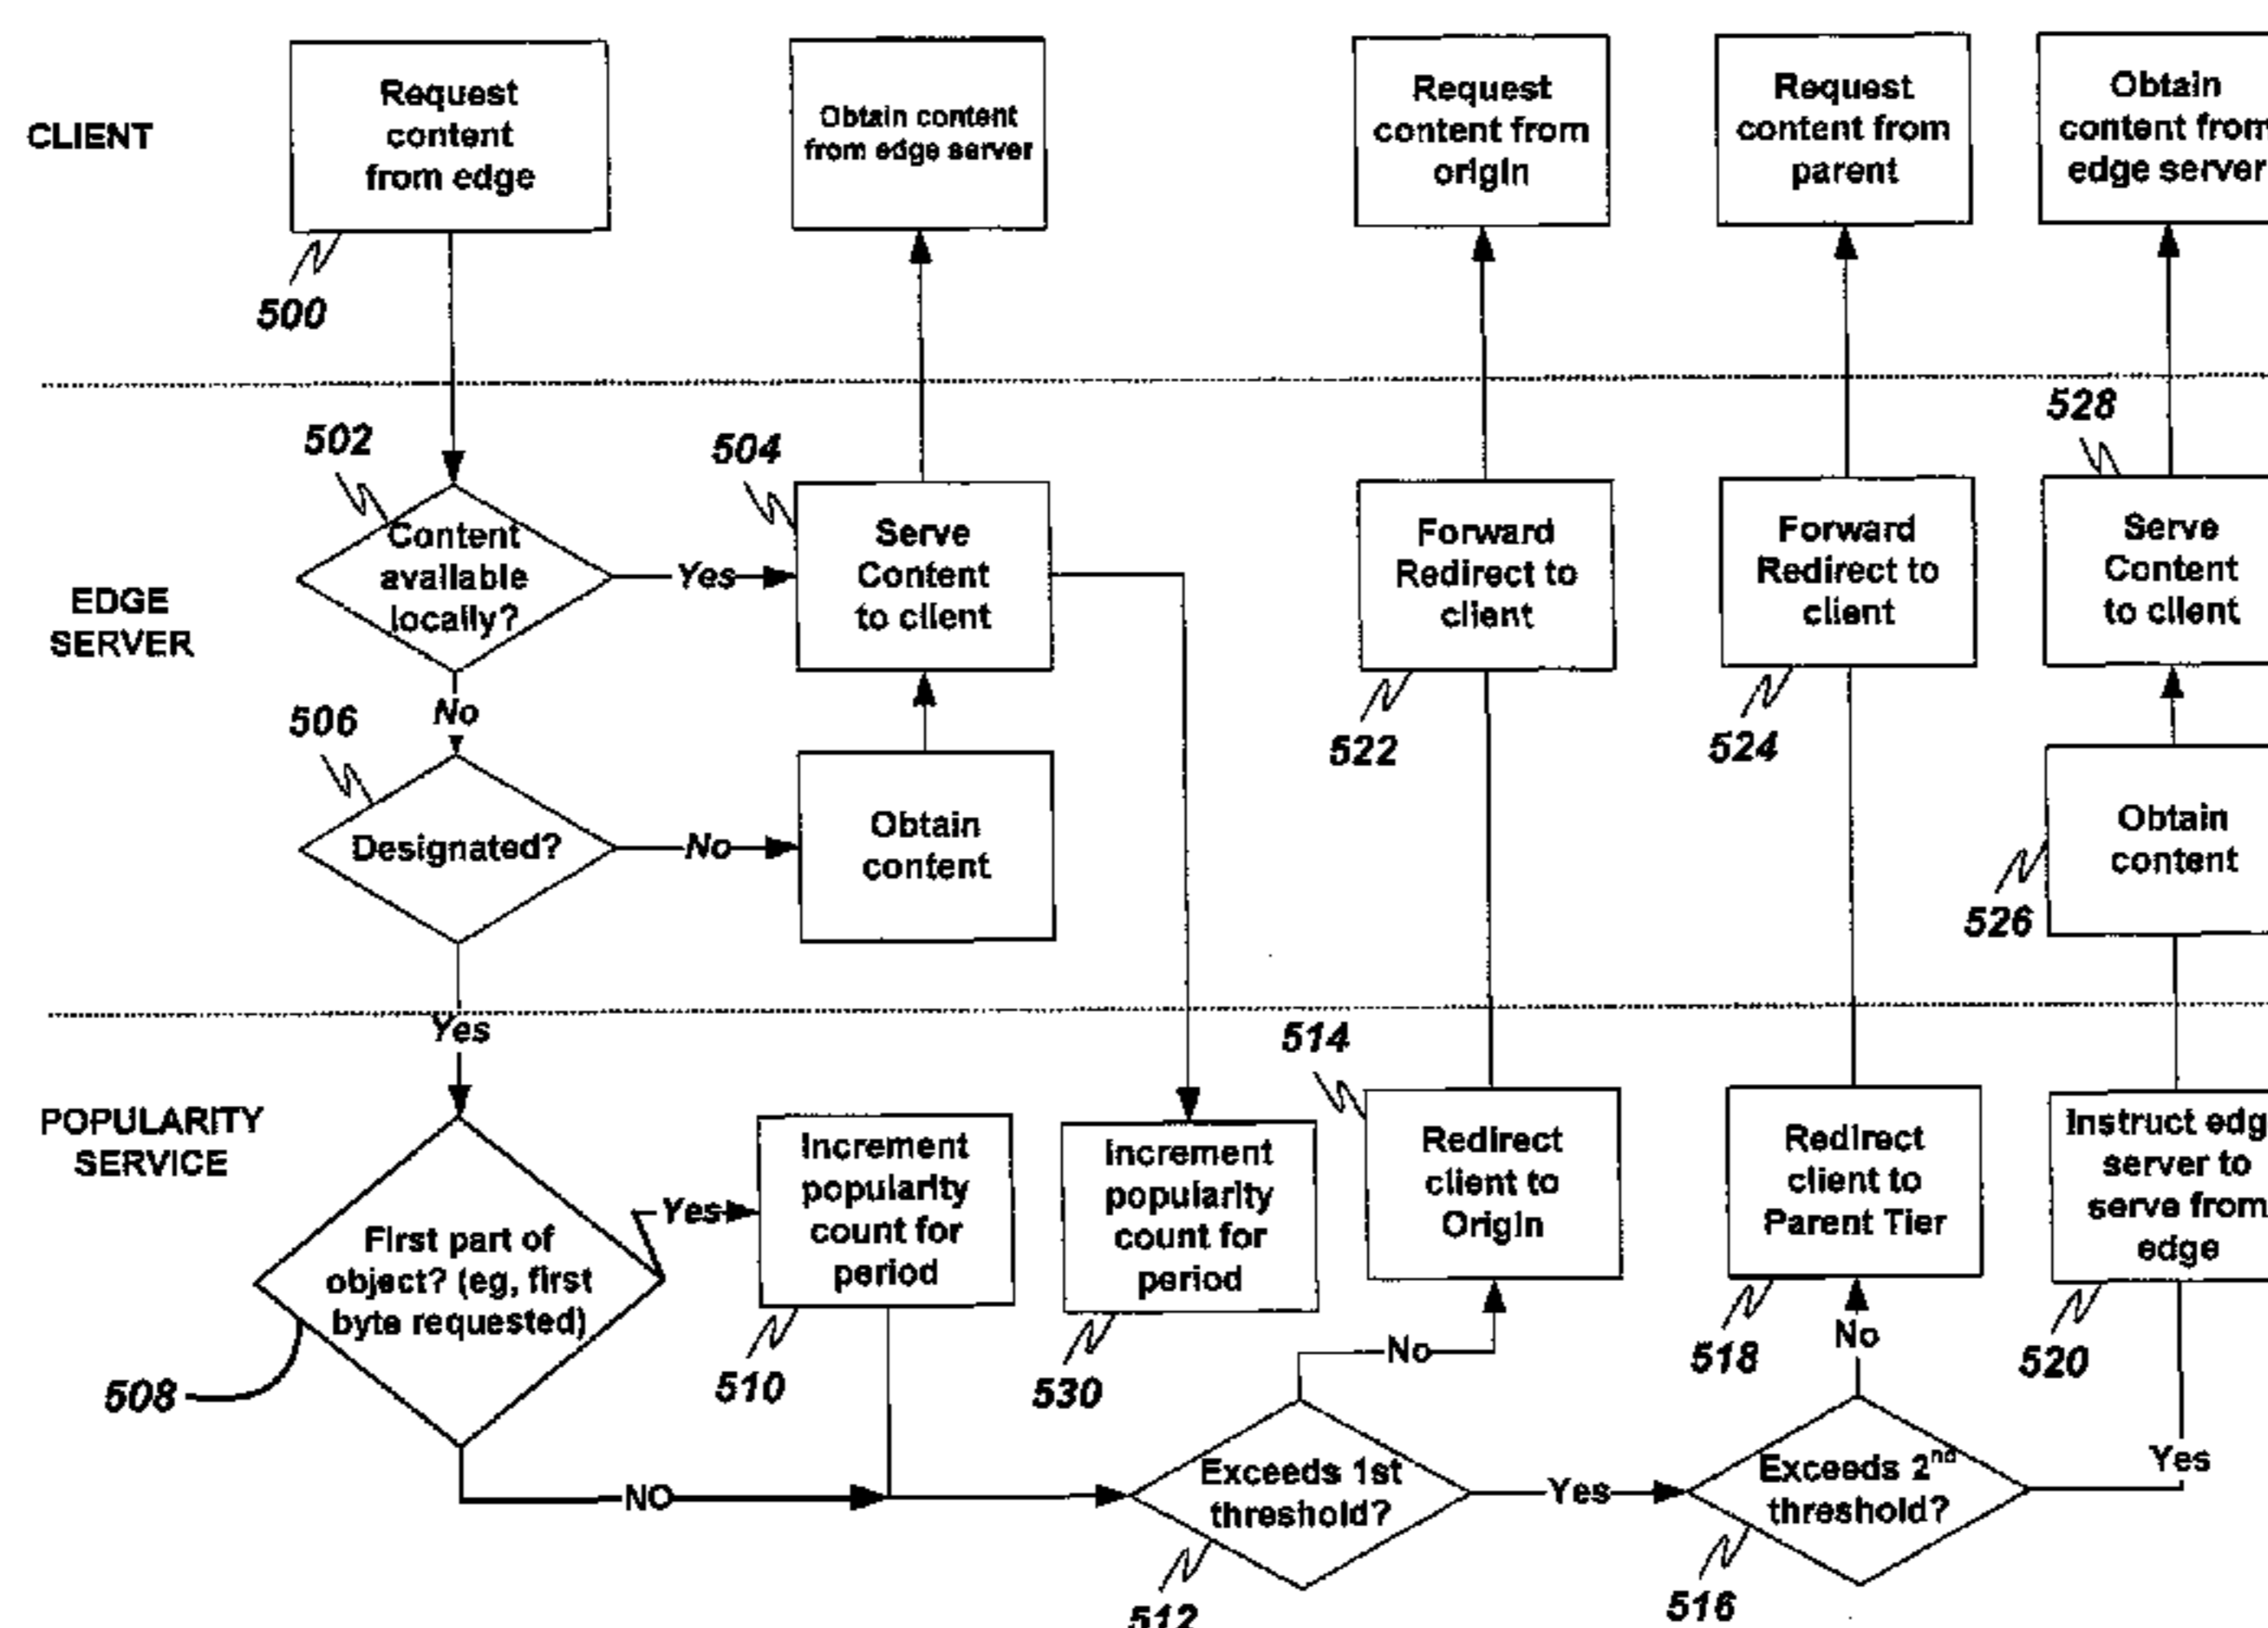 CLIENT
Request
content
from edge
500
Obtain content
from edge server
Request
content from
origin
Request
content from
parent
Obtain
content from
edge server
EDGE
SERVER
502
Content
available
locally?
Yes
504
Serve
Content
to client
Forward
Redirect to
client
522
Forward
Redirect to
client
524
528
Serve
Content
to client
No
506
Designated?
No
Obtain
content
Obtain
content
526
Yes
POPULARITY
SERVICE
First part of
object? (eg, first
byte requested)
508
Yes
Increment
popularity
count for
period
510
Increment
popularity
count for
period
530
514
Redirect
client to
Origin
Redirect
client to
Parent Tier
518
Instruct edg
server to
serve from
edge
520
NO
Exceeds 1st
threshold?
512
No
Yes
Exceeds 2nd
threshold?
516
No
Yes